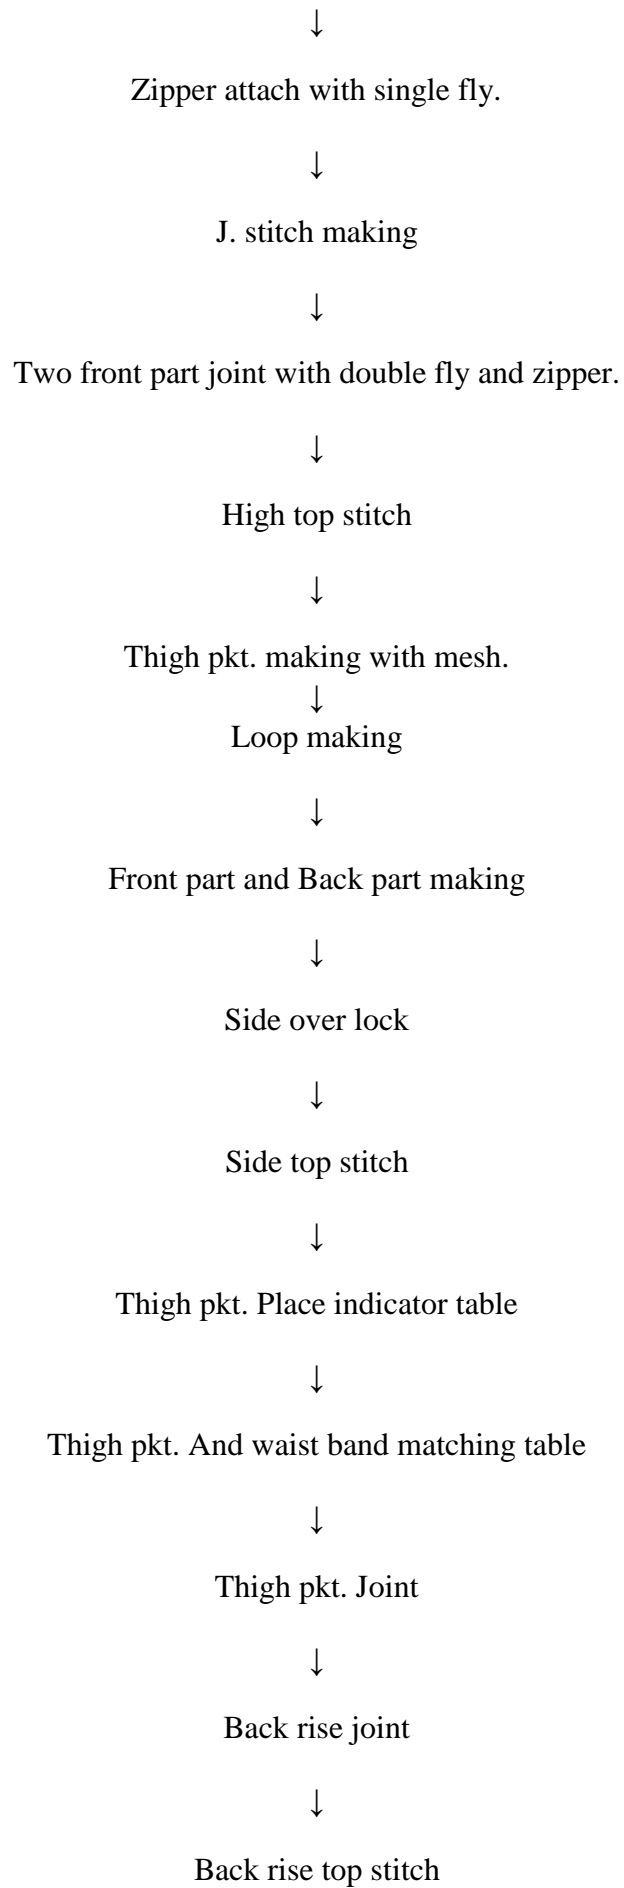 ↓
Zipper attach with single fly.
↓
J. stitch making
↓
Two front part joint with double fly and zipper.
↓
High top stitch
↓
Thigh pkt. making with mesh.
↓
Loop making
↓
Front part and Back part making
↓
Side over lock
↓
Side top stitch
↓
Thigh pkt. Place indicator table
↓
Thigh pkt. And waist band matching table
↓
Thigh pkt. Joint
↓
Back rise joint
↓
Back rise top stitch